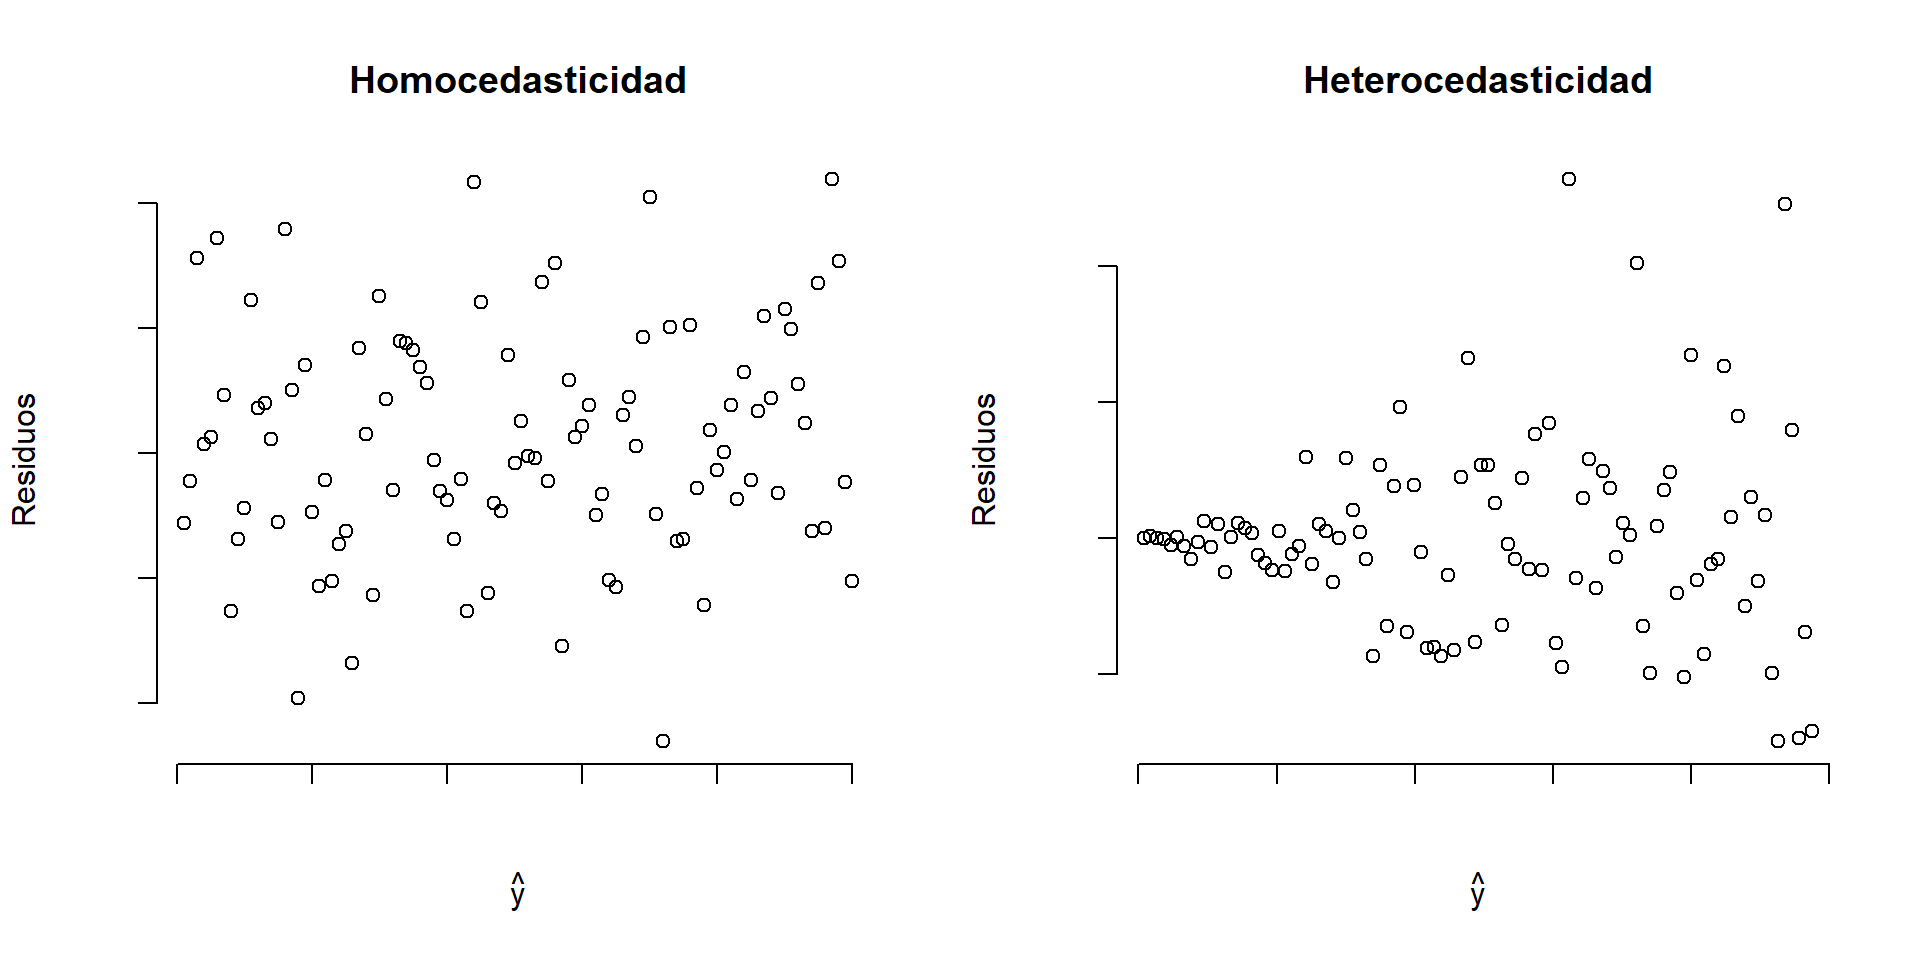 Homocedasticidad
Residuos
ŷ
Heterocedasticidad
Residuos
ŷ